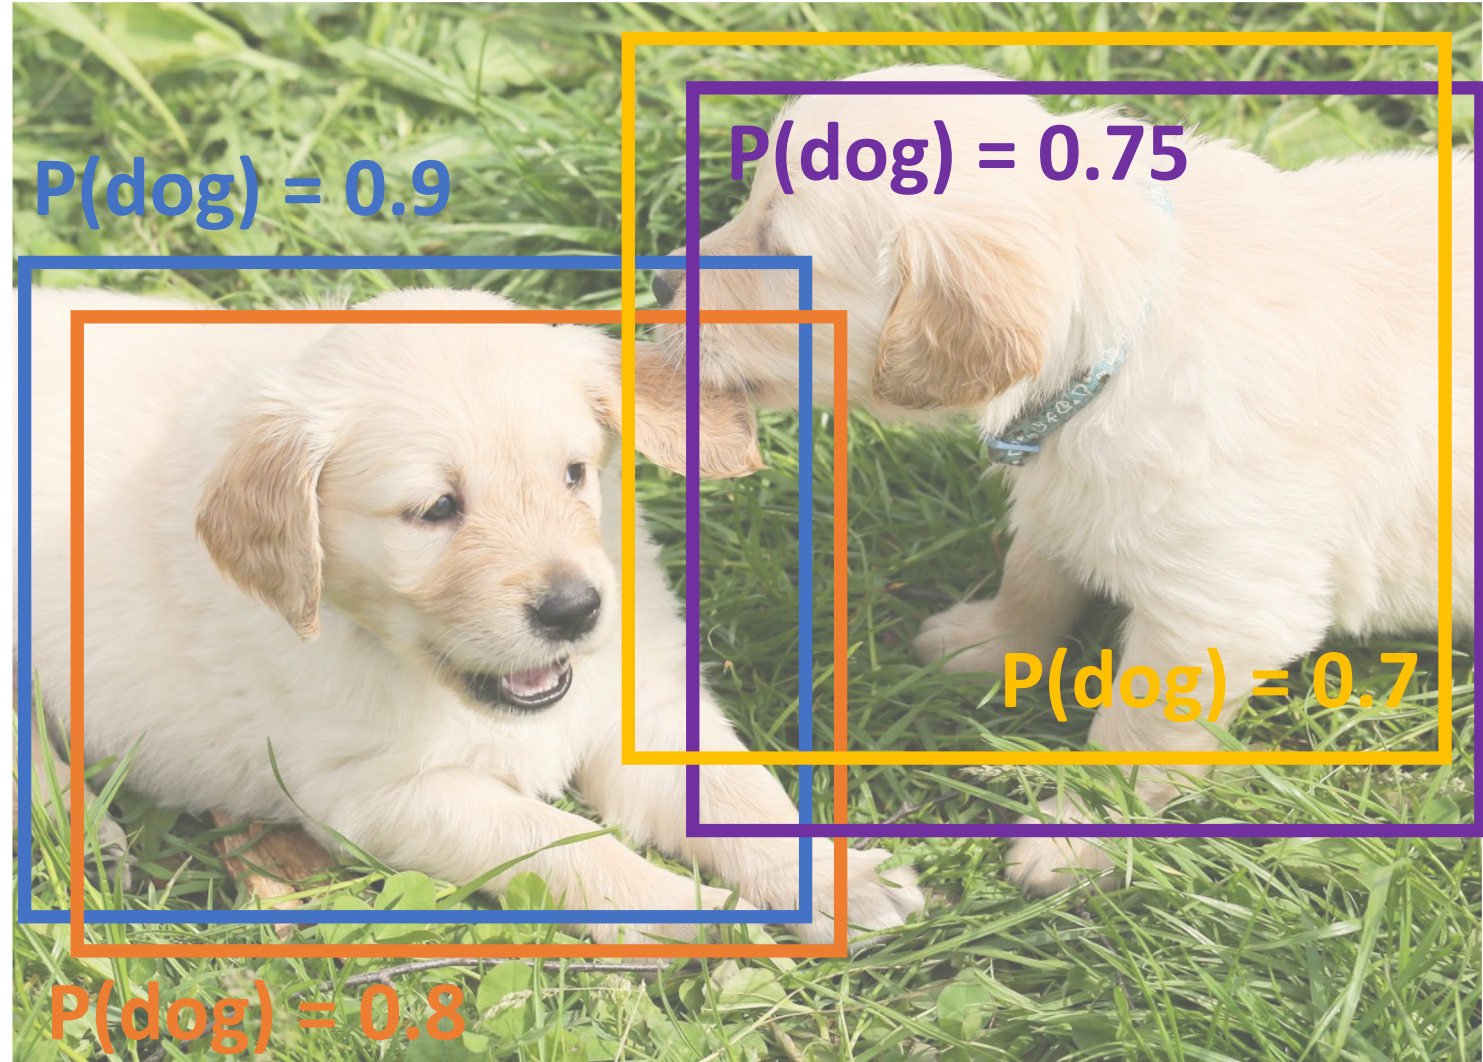 P(dog) = 0.75
P(dog) = 0.9
P(dog) = 0.7
P(dog) = 0.8